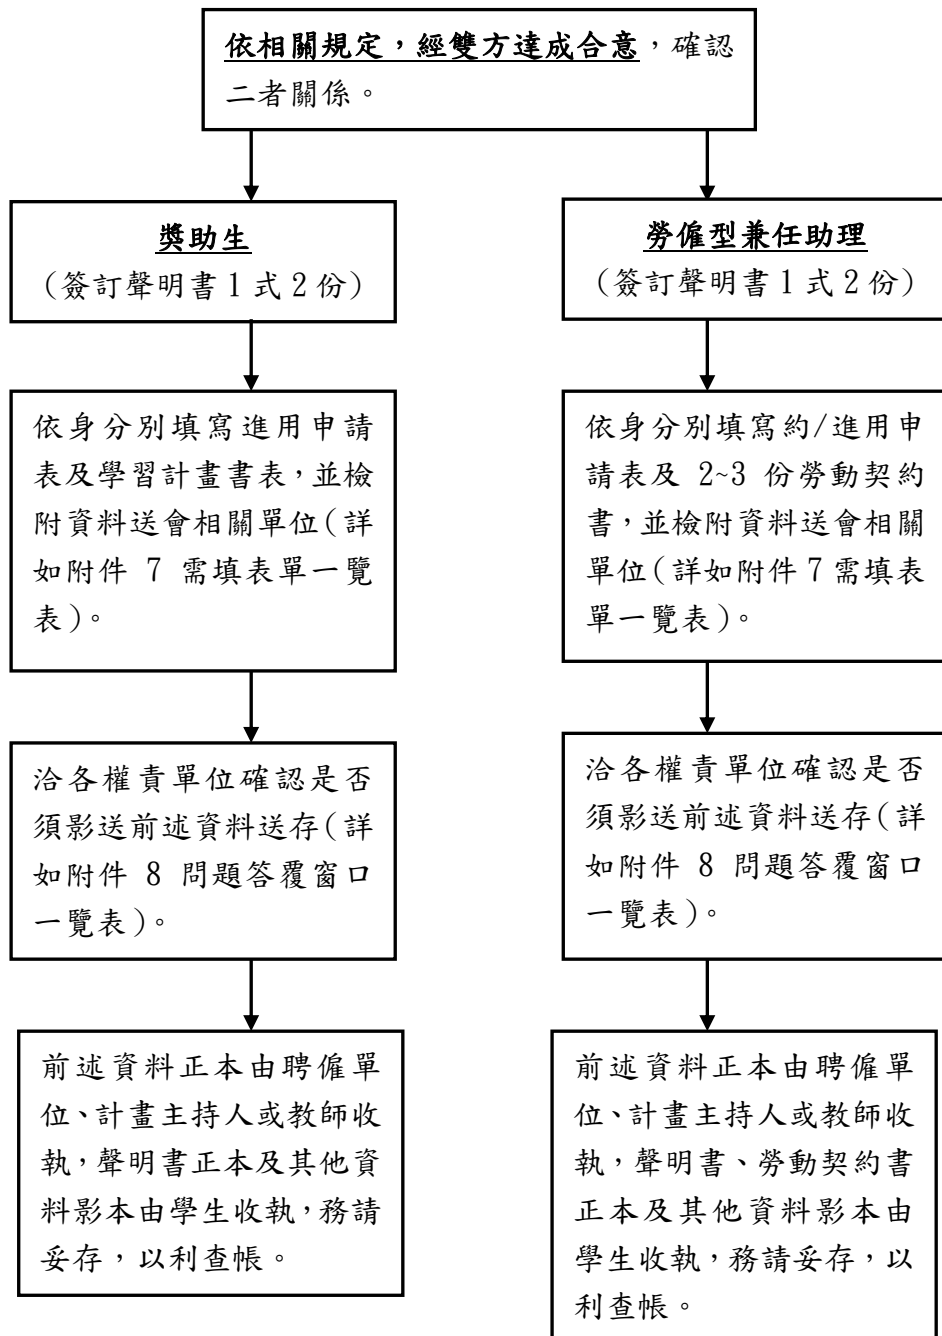 依相關規定，經雙方達成合意，確認
二者關係。
獎助生
（簽訂聲明書1式2份）
依身分別填寫進用申請
表及學習計畫書表，並檢
附資料送會相關單位(詳
如附件 7 需填表單一覽
表)。
洽各權責單位確認是否
須影送前述資料送存(詳
如附件 8 問題答覆窗口
一覽表)。
前述資料正本由聘僱單
位、計畫主持人或教師收
執，聲明書正本及其他資
料影本由學生收執，務請
妥存，以利查帳。
勞僱型兼任助理
（簽訂聲明書1式2份）
依身分別填寫約/進用申
請表及 2~3 份勞動契約
書，並檢附資料送會相關
單位(詳如附件7需填表
單一覽表)。
洽各權責單位確認是否
須影送前述資料送存(詳
如附件 8 問題答覆窗口
一覽表)。
前述資料正本由聘僱單
位、計畫主持人或教師收
執，聲明書、勞動契約書
正本及其他資料影本由
學生收執，務請妥存，以
利查帳。